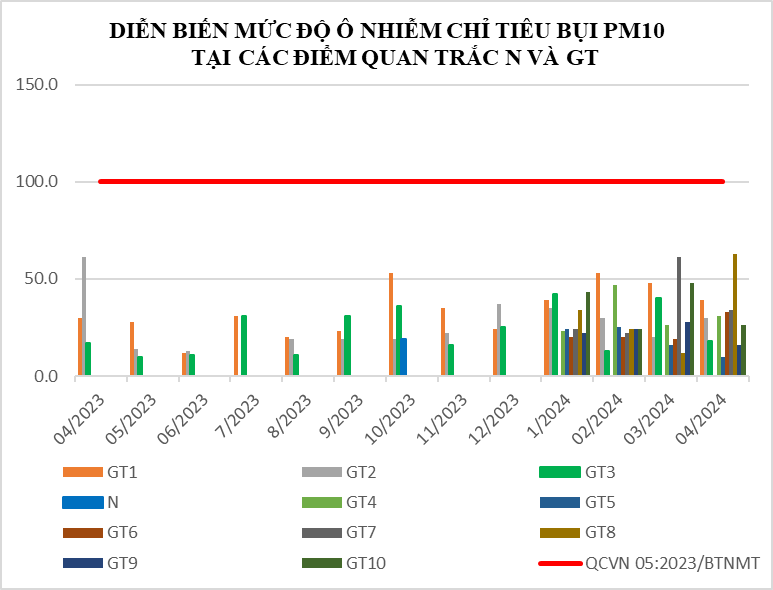 DIỄN BIẾN MỨC ĐỘ Ô NHIỄM CHỈ TIÊU BỤI PM10
TẠI CÁC ĐIỂM QUAN TRẮC N VÀ GT
150.0
100.0
50.0
0.0
04/2023
05/2023
06/2023
7/2023
8/2023
9/2023
10/2023
11/2023
12/2023
1/2024
02/2024
03/2024
04/2024
GT1 GT2 GT3
N GT4 GT5
GT6 GT7 GT8
GT9 GT10 QCVN 05:2023/BTNMT